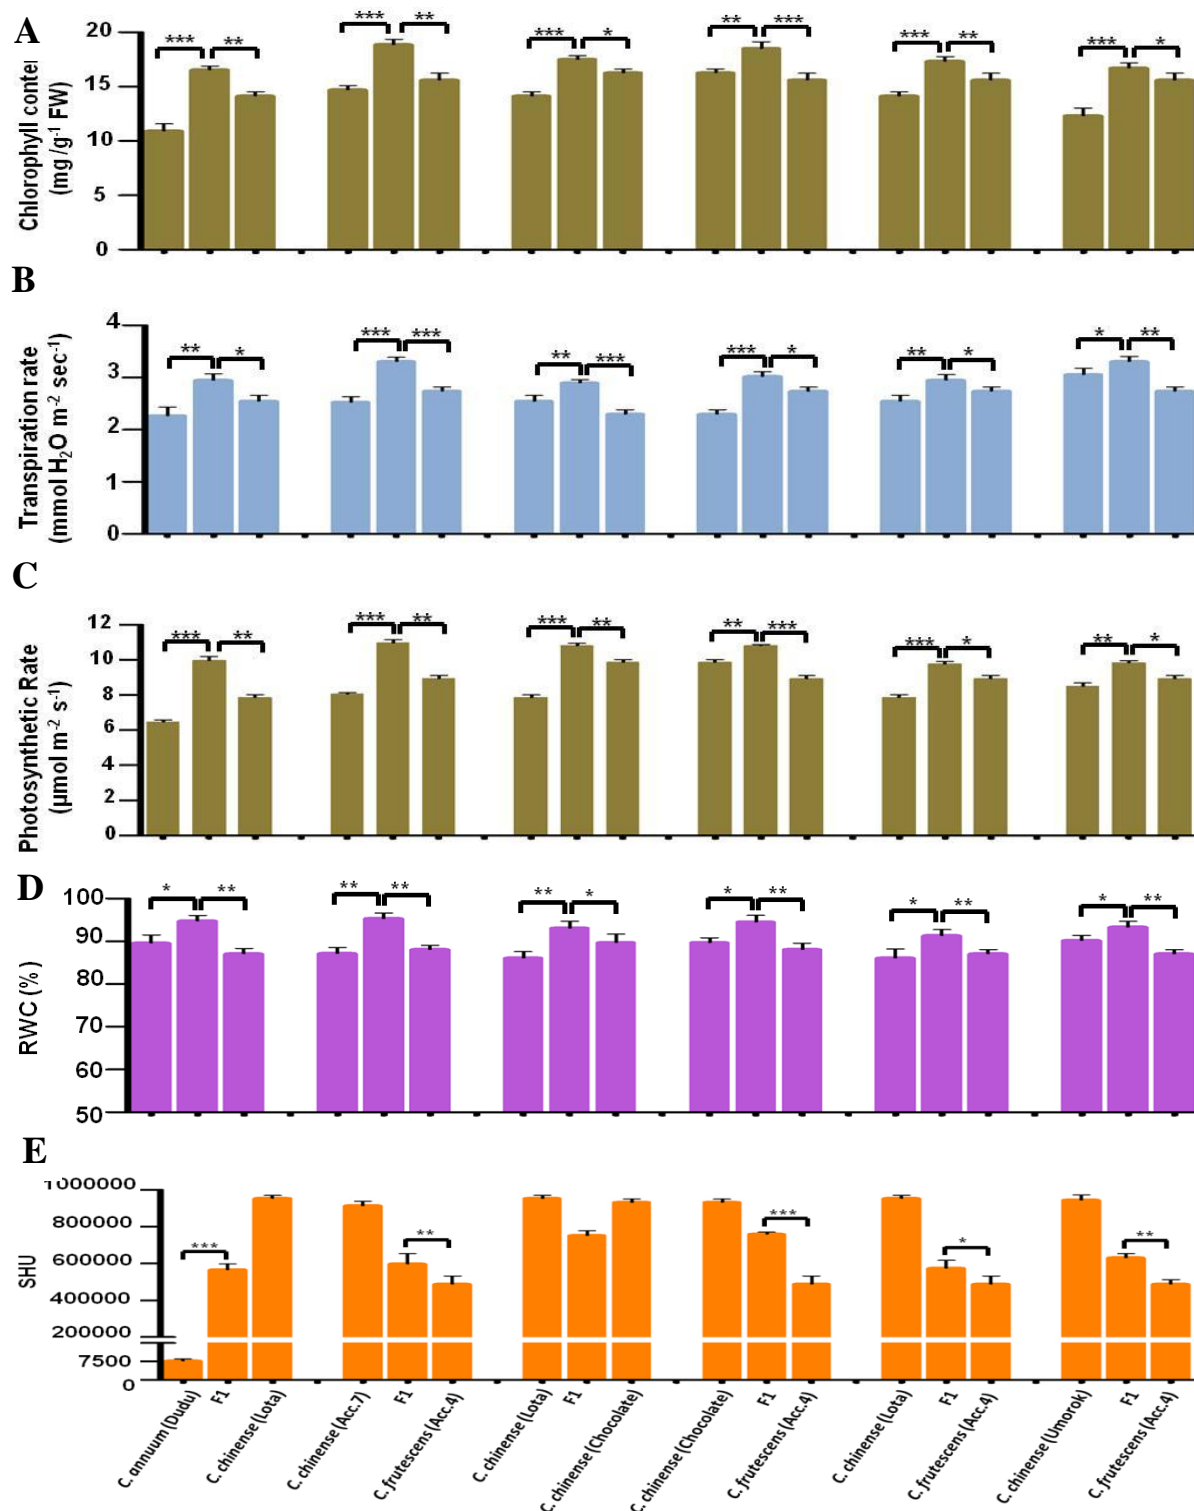 A
Chlorophyll conter
(mg /g-1 FW)
20
15
10
5
0
*** ** *** ** *** * ** *** *** ** *** *
B
Transpiration rate
(mmol H2O m-2 sec-1)
4
3
2
1
0
** * *** *** ** *** *** * ** * * **
C
Photosynthetic Rate
(µmol m-2 s-1)
12
10
8
6
4
2
0
*** ** *** ** *** ** ** *** *** * ** *
D
RWC (%)
100
90
80
70
60
50
* ** ** ** ** * * ** * ** * **
E
SHU
1000000
800000
600000
400000
200000
7500
0
*** ** *** * **
C. annuum (Dudu)
F1
C. chinense (Lota)
C. chinense (Acc.7)
F1
C. frutescens (Acc.4)
C. chinense (Lota)
F1
C. chinense (Chocolate)
C. chinense (Chocolate)
F1
C. frutescens (Acc.4)
C. chinense (Lota)
F1
C. frutescens (Acc.4)
C. chinense (Umorok)
F1
C. frutescens (Acc.4)